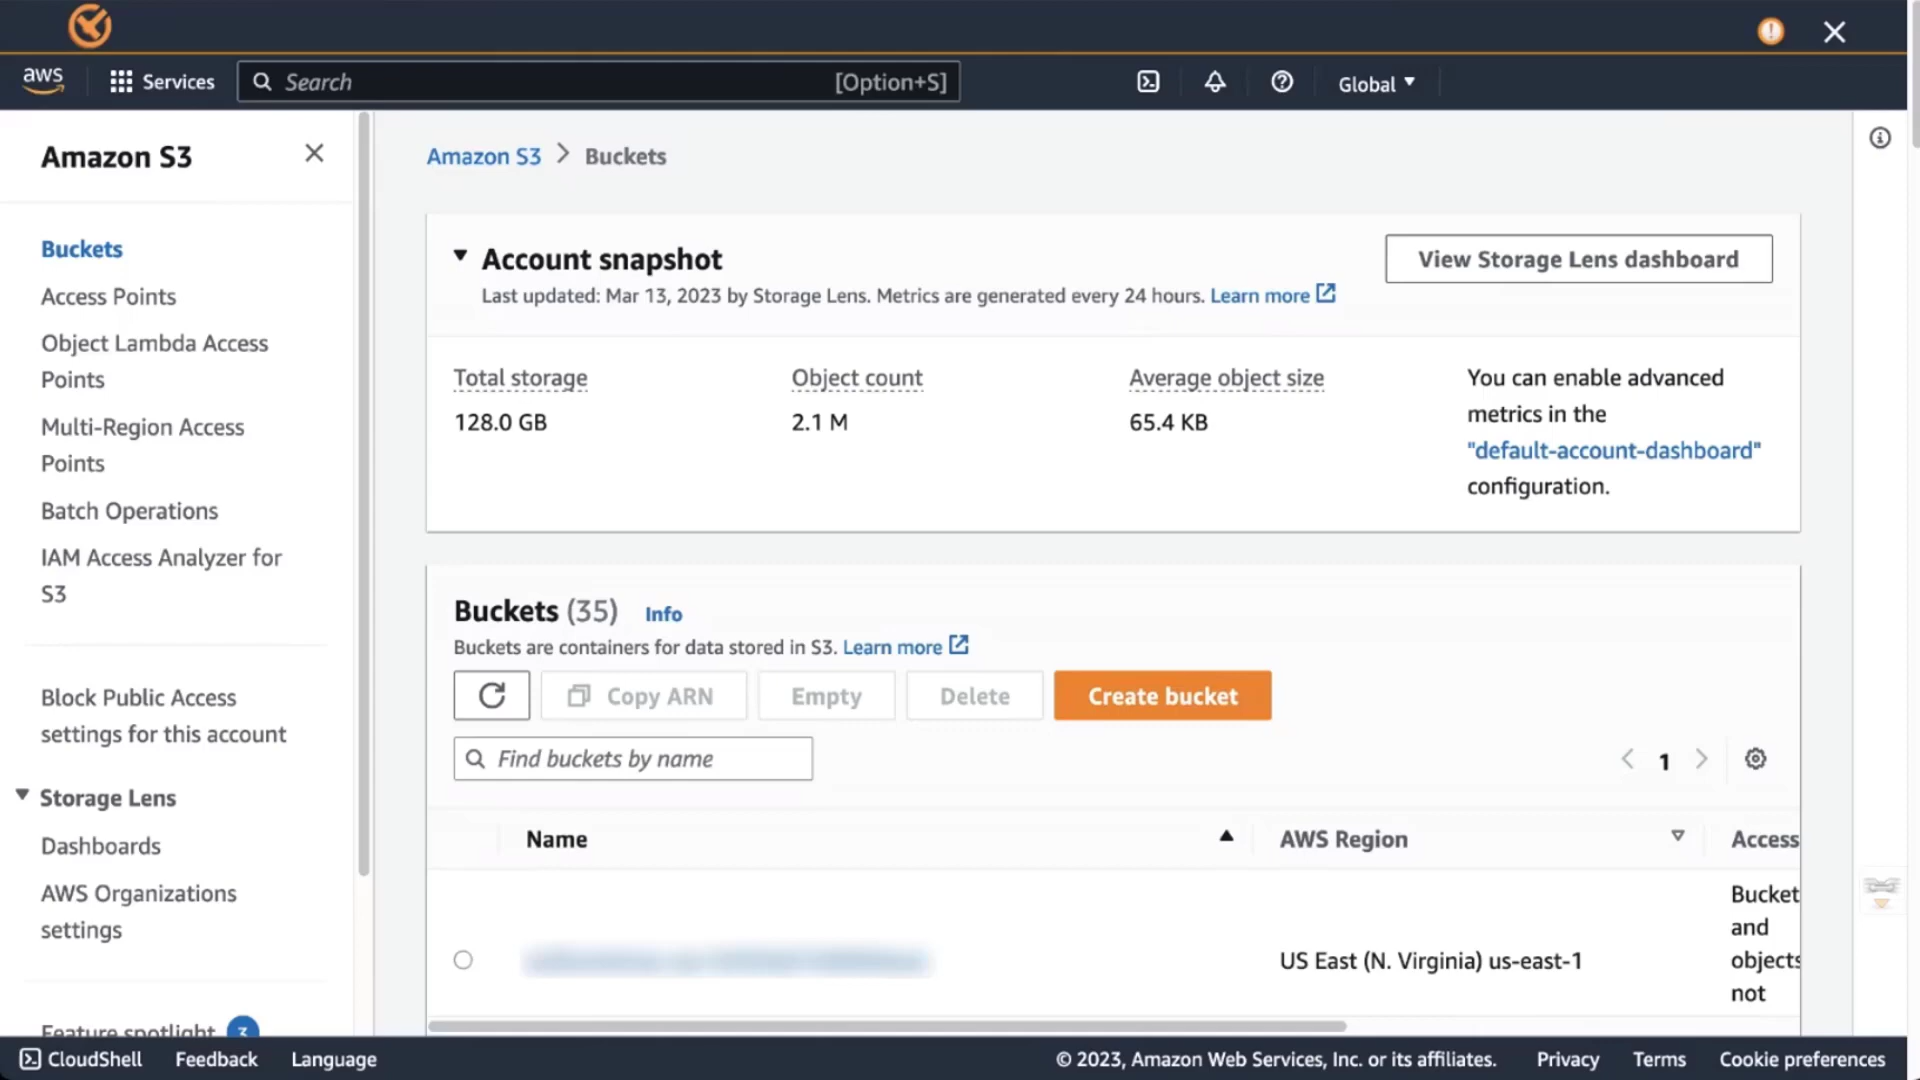 aws
Services
Search
[Option+S]
Global
Amazon S3
Buckets
Access Points
Object Lambda Access
Points
Multi-Region Access
Points
Batch Operations
IAM Access Analyzer for
S3
Block Public Access
settings for this account
Storage Lens
Dashboards
AWS Organizations
settings
Feature spotlight 3
Amazon S3 > Buckets
Account snapshot
Last updated: Mar 13, 2023 by Storage Lens. Metrics are generated every 24 hours. Learn more
View Storage Lens dashboard
Total storage
128.0 GB
Object count
2.1 M
Average object size
65.4 KB
You can enable advanced
metrics in the
"default-account-dashboard"
configuration.
Buckets (35) Info
Buckets are containers for data stored in S3. Learn more
Copy ARN
Empty
Delete
Create bucket
Find buckets by name
1
Name
AWS Region
Access
US East (N. Virginia) us-east-1
Bucket
and
objects
not
CloudShell
Feedback
Language
© 2023, Amazon Web Services, Inc. or its affiliates.
Privacy
Terms
Cookie preferences